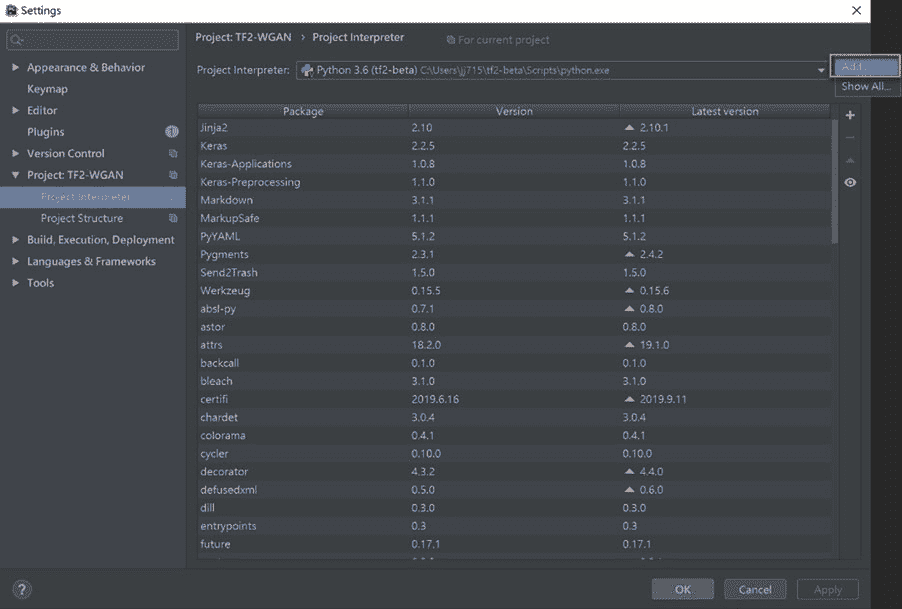 Settings
Project: TF2-WGAN › Project Interpreter For current project
Appearance & Behavior
Keymap
Editor
Plugins 1
Version Control
Project: TF2-WGAN
Project Interpreter
Project Structure
Build, Execution, Deployment
Languages & Frameworks
Tools
Project Interpreter: Python 3.6 (tf2-beta) C:\Users\jj715\tf2-beta\Scripts\python.exe
Add...
Show All...
Package Version Latest version
Jinja2 2.10 2.10.1
Keras 2.2.5 2.2.5
Keras-Applications 1.0.8 1.0.8
Keras-Preprocessing 1.1.0 1.1.0
Markdown 3.1.1 3.1.1
MarkupSafe 1.1.1 1.1.1
PyYAML 5.1.2 5.1.2
Pygments 2.3.1 2.4.2
Send2Trash 1.5.0 1.5.0
Werkzeug 0.15.5 0.15.6
absl-py 0.7.1 0.8.0
astor 0.8.0 0.8.0
attrs 18.2.0 19.1.0
backcall 0.1.0 0.1.0
bleach 3.1.0 3.1.0
certifi 2019.6.16 2019.9.11
chardet 3.0.4 3.0.4
colorama 0.4.1 0.4.1
cycler 0.10.0 0.10.0
decorator 4.3.2 4.4.0
defusedxml 0.5.0 0.6.0
dill 0.3.0 0.3.0
entrypoints 0.3 0.3
future 0.17.1 0.17.1
? OK Cancel Apply